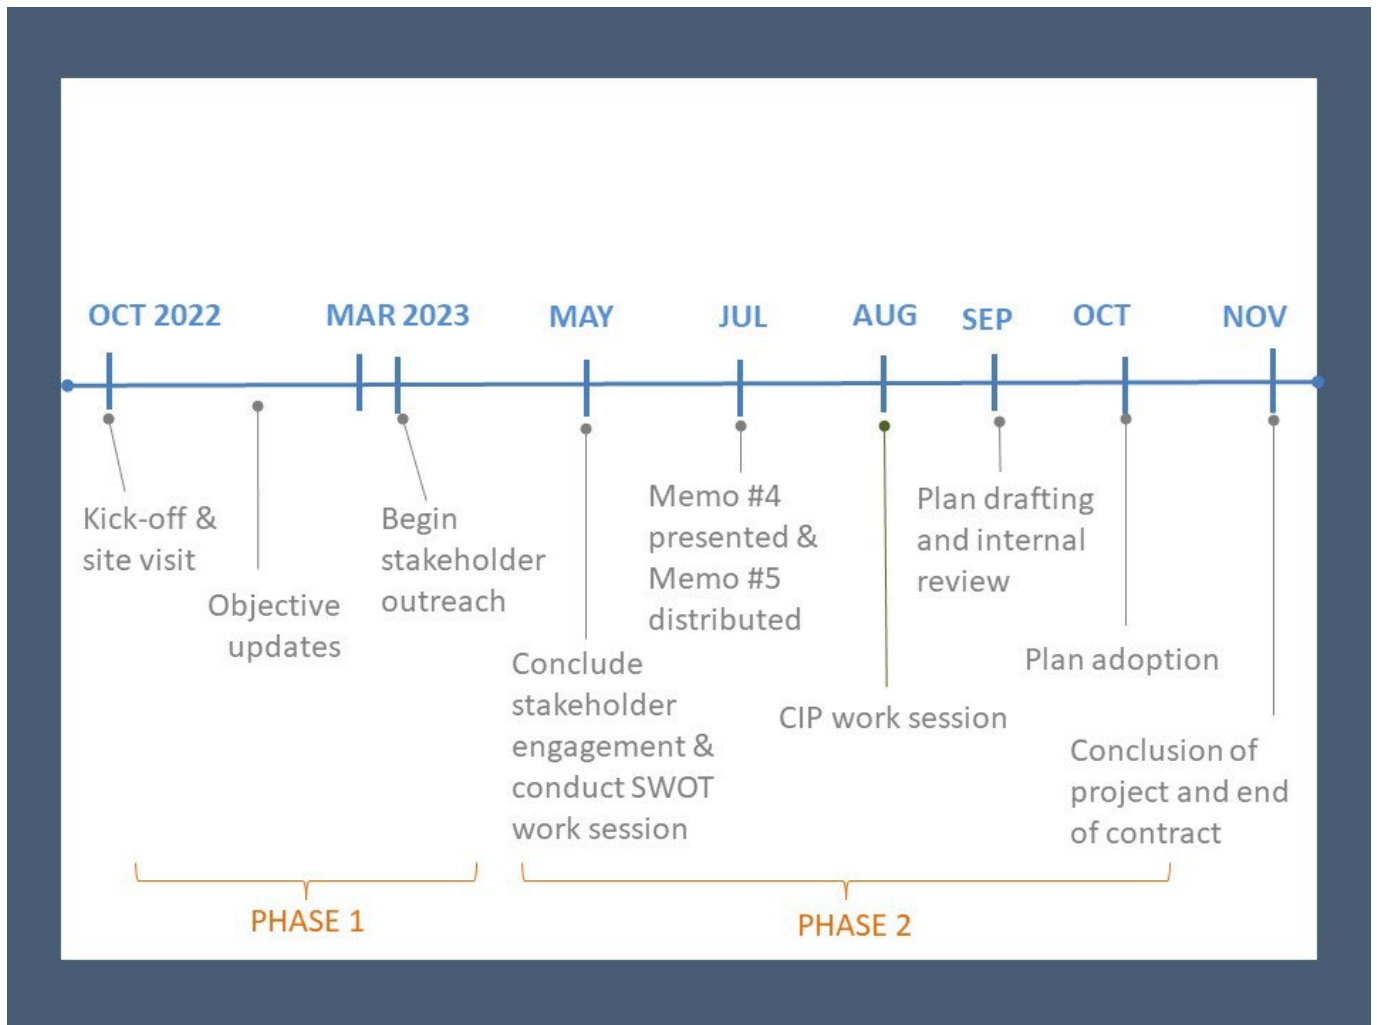 OCT 2022
MAR 2023
MAY
JUL
AUG
SEP
OCT
NOV
Kick-off &
site visit
Objective
updates
Begin
stakeholder
outreach
Conclude
stakeholder
engagement &
conduct SWOT
work session
Memo #4
presented &
Memo #5
distributed
CIP work session
Plan drafting
and internal
review
Plan adoption
Conclusion of
project and end
of contract
PHASE 1
PHASE 2